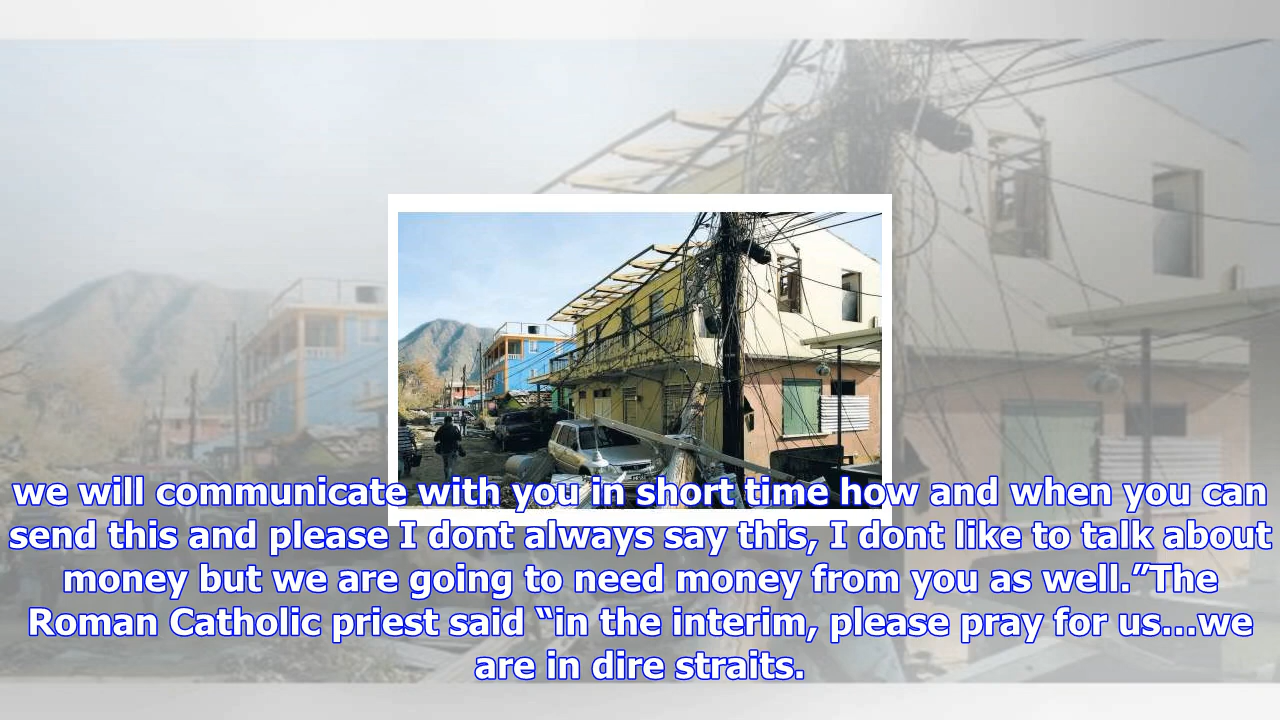 we will communicate with you in short time how and when you can
send this and please I dont always say this, I dont like to talk about
money but we are going to need money from you as well.”The
Roman Catholic priest said “in the interim, please pray for us...we
are in dire straits.